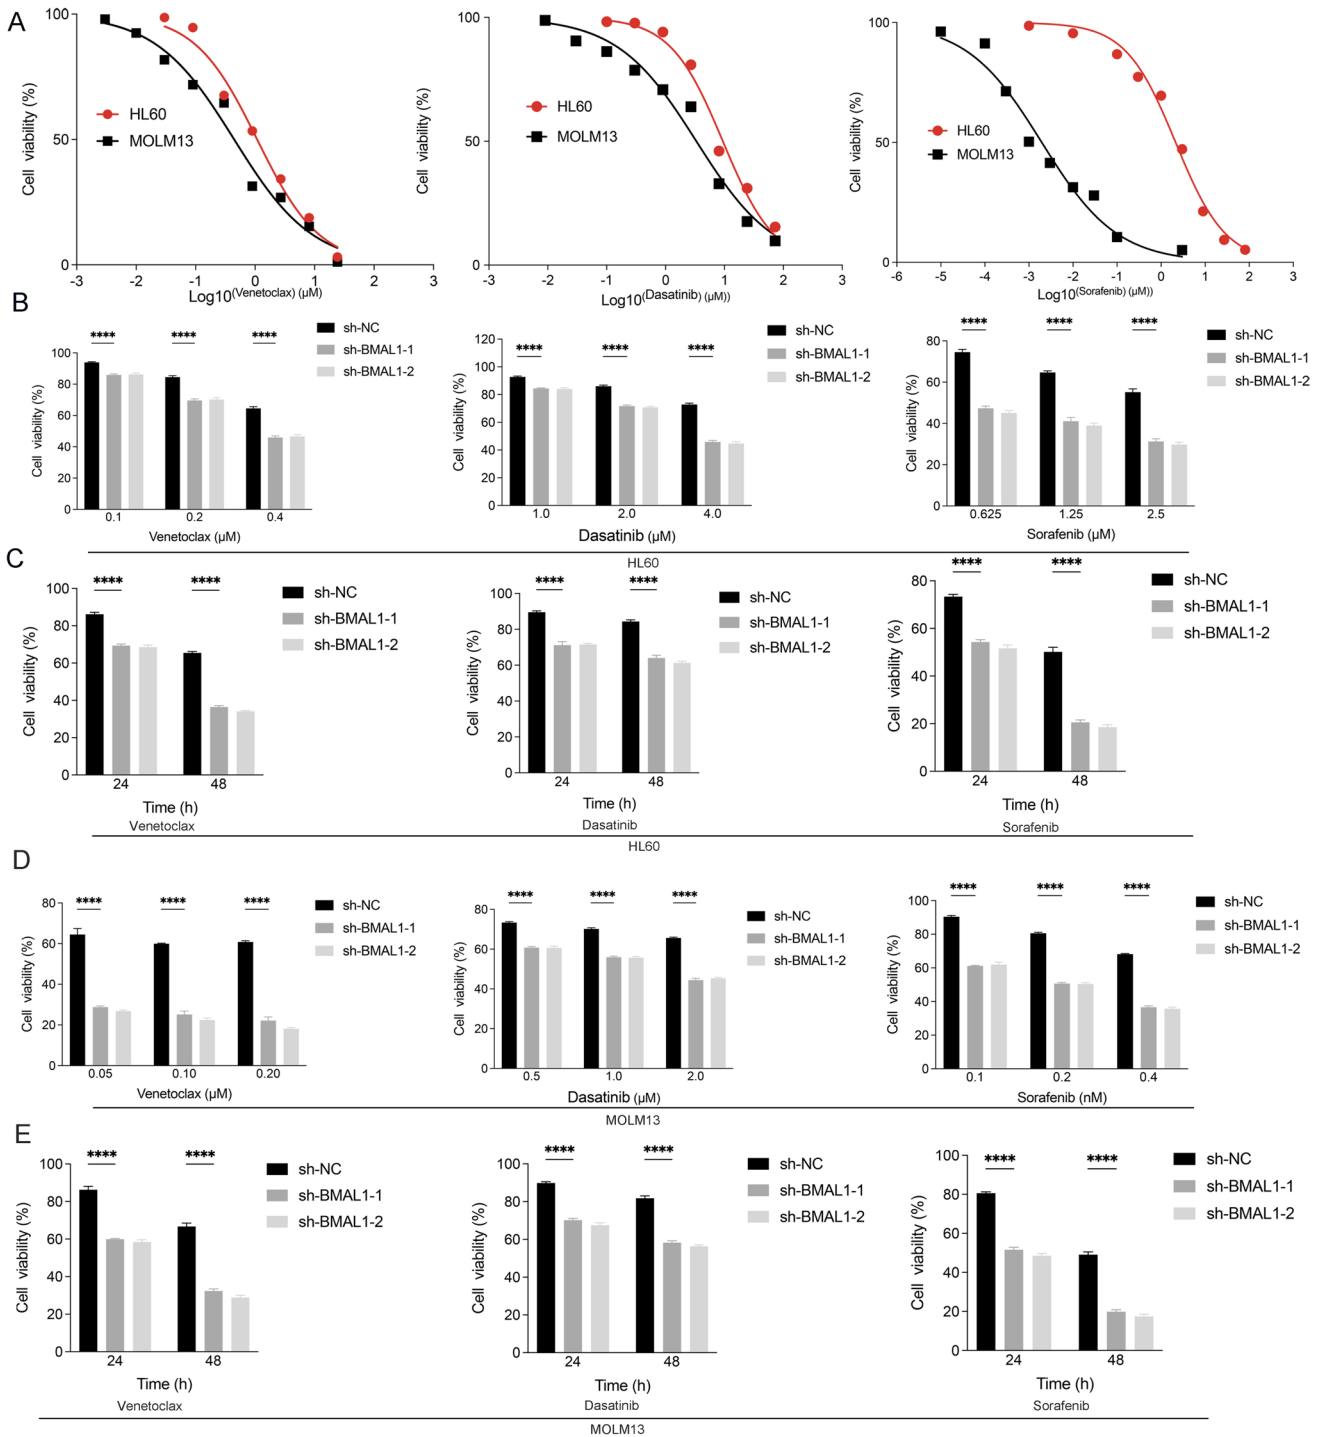 A
Cell viability (%)
100
50
0
HL60
MOLM13
-3 -2 -1 0 1 2 3
Log10(Venetoclax) (μM)
Cell viability (%)
100
50
0
HL60
MOLM13
-3 -2 -1 0 1 2 3
Log10(Dasatinib) (μM))
Cell viability (%)
100
50
0
HL60
MOLM13
-6 -5 -4 -3 -2 -1 0 1 2 3
Log10(Sorafenib) (μM))
B
Cell viability (%)
100
80
60
40
20
0
**** **** ****
sh-NC
sh-BMAL1-1
sh-BMAL1-2
0.1 0.2 0.4
Venetoclax (μM)
Cell viability (%)
120
100
80
60
40
20
0
**** **** ****
sh-NC
sh-BMAL1-1
sh-BMAL1-2
1.0 2.0 4.0
Dasatinib (μM)
Cell viability (%)
80
60
40
20
0
**** **** ****
sh-NC
sh-BMAL1-1
sh-BMAL1-2
0.625 1.25 2.5
Sorafenib (μM)
HL60
C
Cell viability (%)
100
80
60
40
20
0
**** ****
sh-NC
sh-BMAL1-1
sh-BMAL1-2
24 48
Time (h)
Venetoclax
Cell viability (%)
100
80
60
40
20
0
**** ****
sh-NC
sh-BMAL1-1
sh-BMAL1-2
24 48
Time (h)
Dasatinib
Cell viability (%)
80
60
40
20
0
**** ****
sh-NC
sh-BMAL1-1
sh-BMAL1-2
24 48
Time (h)
Sorafenib
HL60
D
Cell viability (%)
80
60
40
20
0
**** **** ****
sh-NC
sh-BMAL1-1
sh-BMAL1-2
0.05 0.10 0.20
Venetoclax (μM)
Cell viability (%)
80
60
40
20
0
**** **** ****
sh-NC
sh-BMAL1-1
sh-BMAL1-2
0.5 1.0 2.0
Dasatinib (μM)
Cell viability (%)
100
80
60
40
20
0
**** **** ****
sh-NC
sh-BMAL1-1
sh-BMAL1-2
0.1 0.2 0.4
Sorafenib (nM)
MOLM13
E
Cell viability (%)
100
80
60
40
20
0
**** ****
sh-NC
sh-BMAL1-1
sh-BMAL1-2
24 48
Time (h)
Venetoclax
Cell viability (%)
100
80
60
40
20
0
**** ****
sh-NC
sh-BMAL1-1
sh-BMAL1-2
24 48
Time (h)
Dasatinib
Cell viability (%)
100
80
60
40
20
0
**** ****
sh-NC
sh-BMAL1-1
sh-BMAL1-2
24 48
Time (h)
Sorafenib
MOLM13